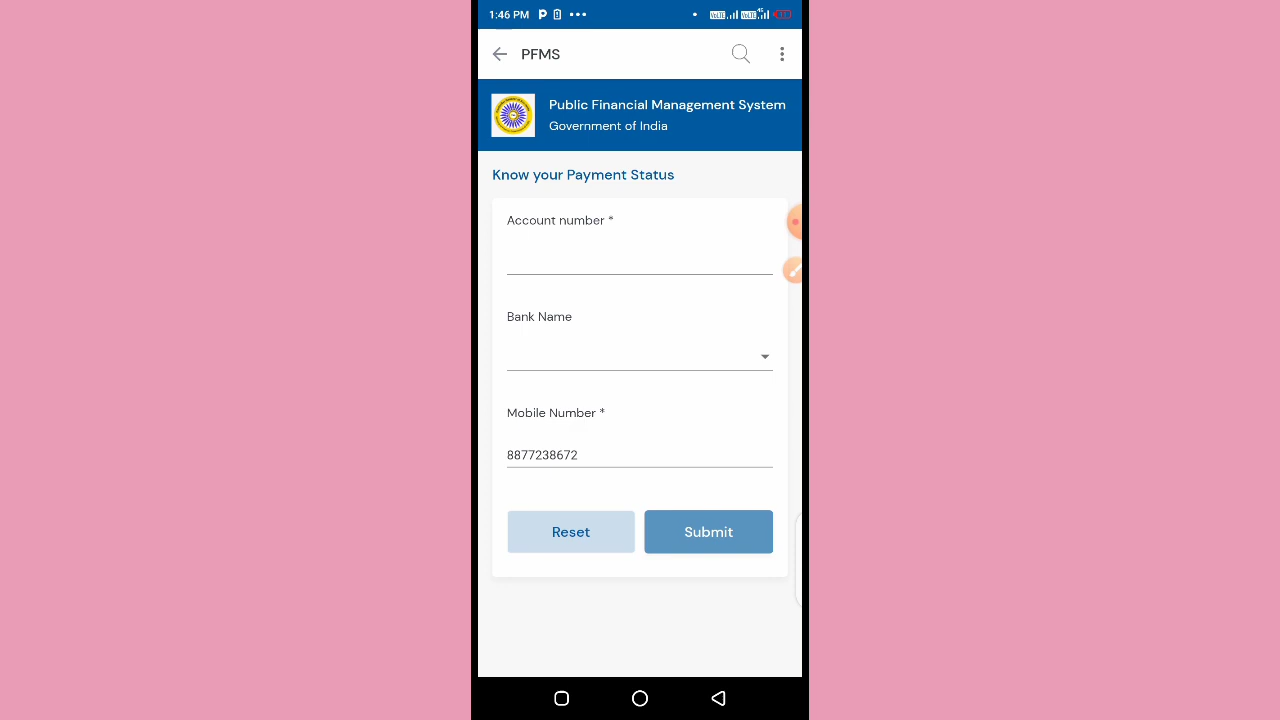 1:46 PM
PFMS
Public Financial Management System
Government of India
Know your Payment Status
Account number *
Bank Name
Mobile Number *
8877238672
Reset
Submit